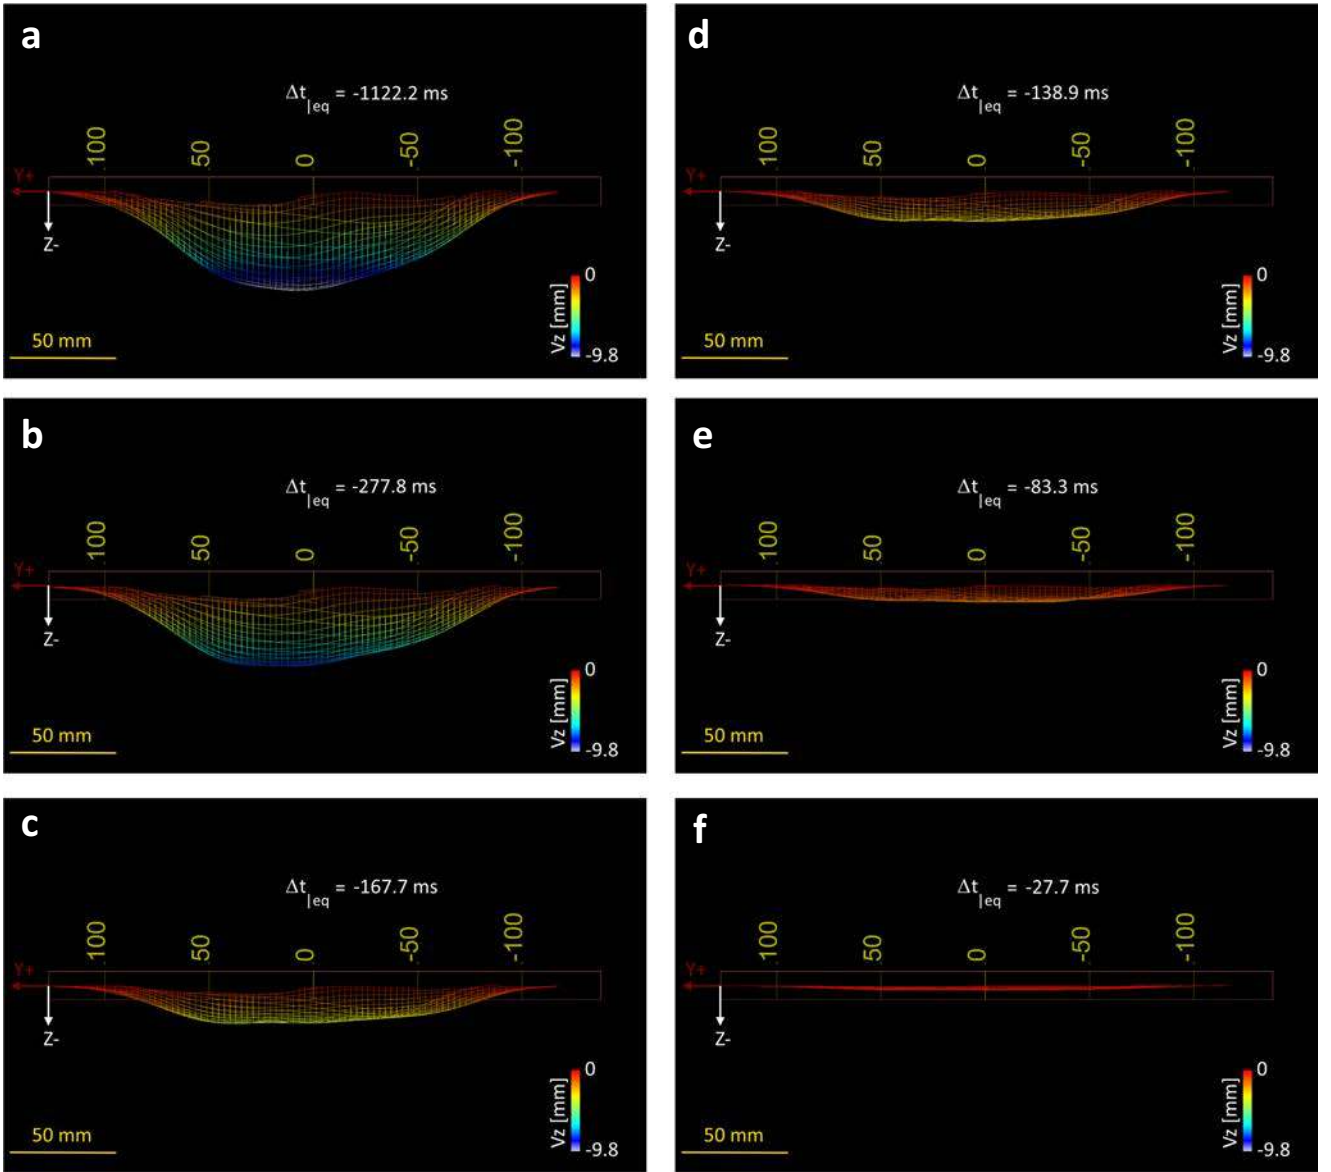 a
Δt|eq = -1122.2 ms
100 50 0 -50 -100
Y+
Z-
Vz [mm]
0
-9.8
50 mm
b
Δt|eq = -277.8 ms
100 50 0 -50 -100
Y+
Z-
Vz [mm]
0
-9.8
50 mm
c
Δt|eq = -167.7 ms
100 50 0 -50 -100
Y+
Z-
Vz [mm]
0
-9.8
50 mm
d
Δt|eq = -138.9 ms
100 50 0 -50 -100
Y+
Z-
Vz [mm]
0
-9.8
50 mm
e
Δt|eq = -83.3 ms
100 50 0 -50 -100
Y+
Z-
Vz [mm]
0
-9.8
50 mm
f
Δt|eq = -27.7 ms
100 50 0 -50 -100
Y+
Z-
Vz [mm]
0
-9.8
50 mm